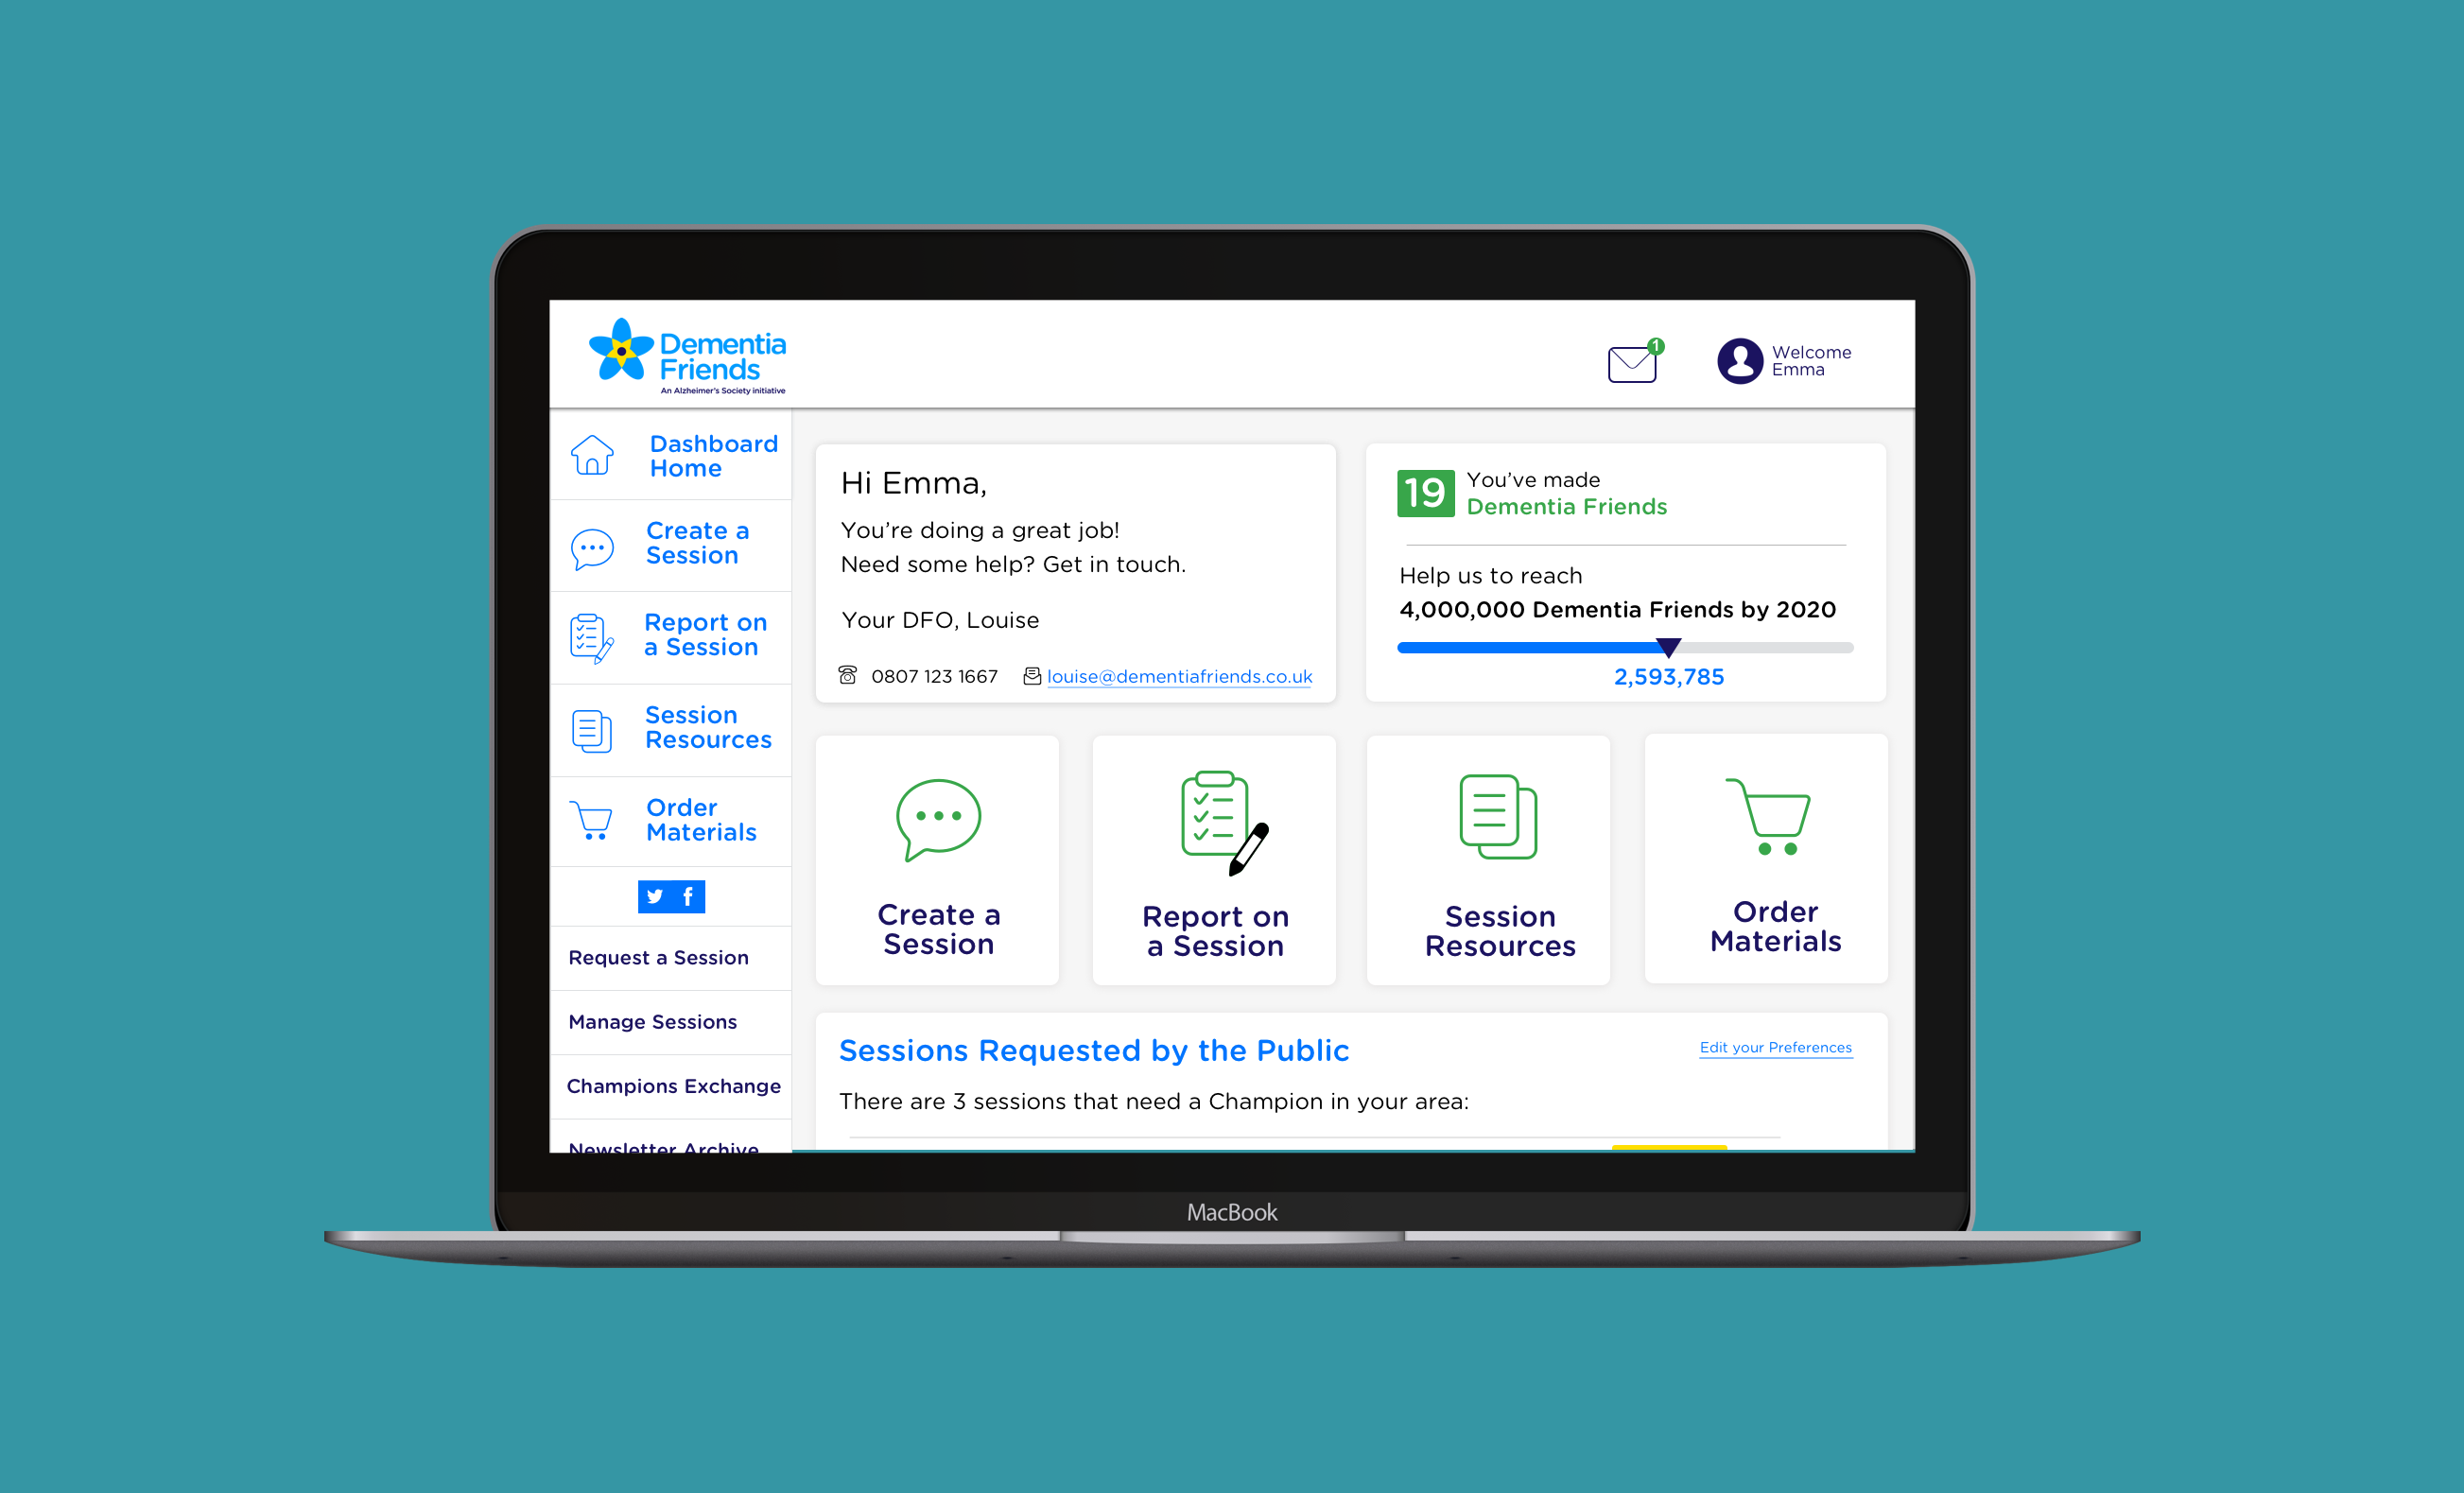 Dementia
Friends
An Alzheimer's Society initiative
1
Welcome
Emma
Dashboard
Home
Create a
Session
Report on
a Session
Session
Resources
Order
Materials
Request a Session
Manage Sessions
Champions Exchange
Newsletter Archive
Hi Emma,
You're doing a great job!
Need some help? Get in touch.
Your DFO, Louise
0807 123 1667
louise@dementiafriends.co.uk
19
You've made
Dementia Friends
Help us to reach
4,000,000 Dementia Friends by 2020
2,593,785
Create a
Session
Report on
a Session
Session
Resources
Order
Materials
Sessions Requested by the Public
Edit your Preferences
There are 3 sessions that need a Champion in your area:
MacBook